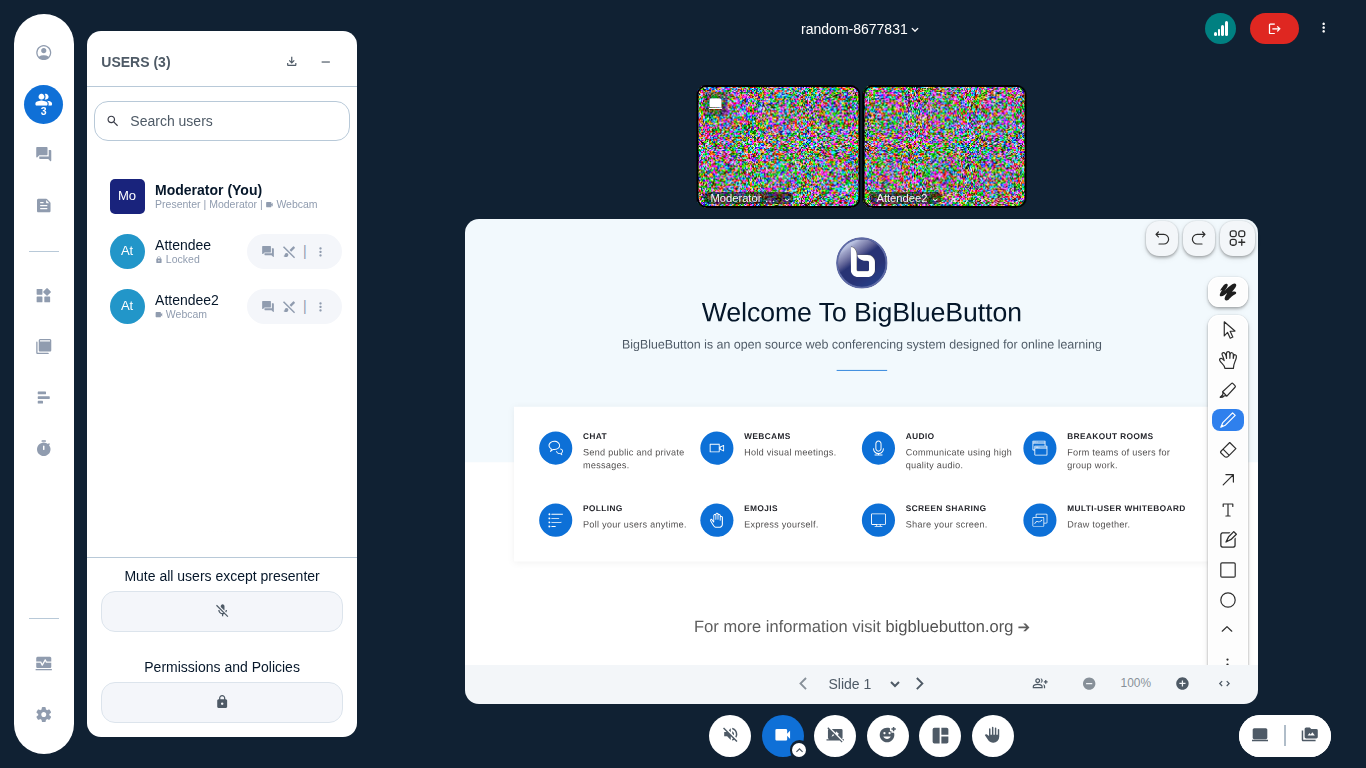 random-8677831
USERS (3)
3
Search users
Mo
Moderator (You)
Presenter | Moderator | Webcam
At
Attendee
Locked
At
Attendee2
Webcam
Mute all users except presenter
Permissions and Policies
Moderator ...
Attendee2
Welcome To BigBlueButton
BigBlueButton is an open source web conferencing system designed for online learning
CHAT
Send public and private
messages.
WEBCAMS
Hold visual meetings.
AUDIO
Communicate using high
quality audio.
BREAKOUT ROOMS
Form teams of users for
group work.
POLLING
Poll your users anytime.
EMOJIS
Express yourself.
SCREEN SHARING
Share your screen.
MULTI-USER WHITEBOARD
Draw together.
For more information visit bigbluebutton.org →
Slide 1
100%